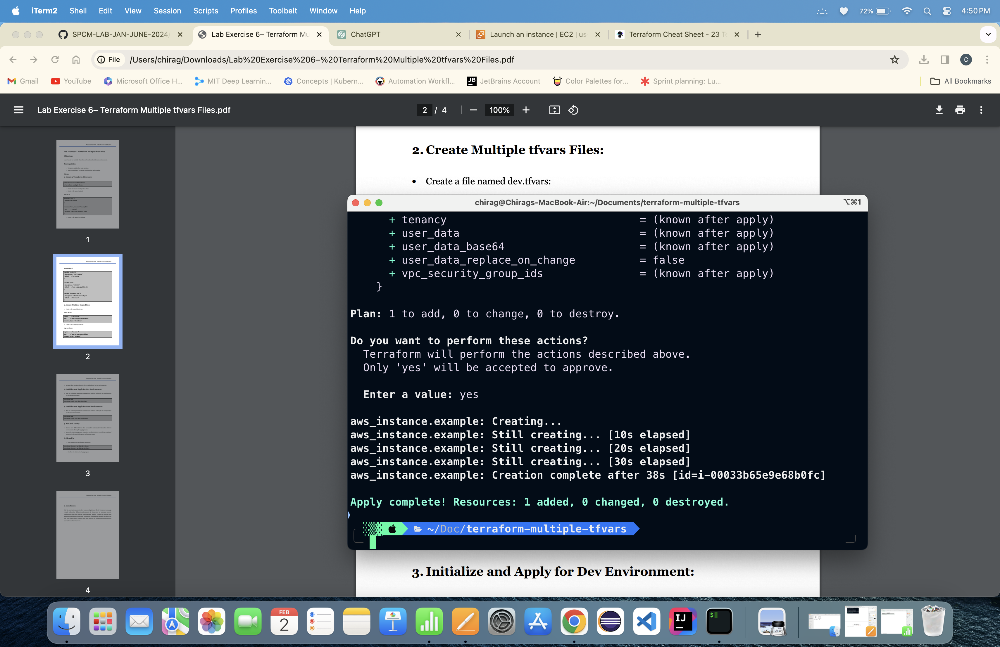 iTerm2 Shell Edit View Session Scripts Profiles Toolbelt Window Help 72% 4:50 PM
SPCM-LAB-JAN-JUNE-2024/ Lab Exercise 6– Terraform Mu ChatGPT Launch an instance | EC2 | us- Terraform Cheat Sheet - 23 Te
File /Users/chirag/Downloads/Lab%20Exercise%206–%20Terraform%20Multiple%20tfvars%20Files.pdf C
Gmail YouTube Microsoft Office H... MIT Deep Learnin... Concepts | Kubern... Automation Workfl... JB JetBrains Account Color Palettes for... Sprint planning: Lu... All Bookmarks
Lab Exercise 6– Terraform Multiple tfvars Files.pdf 2 / 4 100%
2. Create Multiple tfvars Files:
• Create a file named dev.tfvars:
1
2
3
4
chirag@Chirags-MacBook-Air:~/Documents/terraform-multiple-tfvars ⌥⌘1
+ tenancy = (known after apply)
+ user_data = (known after apply)
+ user_data_base64 = (known after apply)
+ user_data_replace_on_change = false
+ vpc_security_group_ids = (known after apply)
}
Plan: 1 to add, 0 to change, 0 to destroy.
Do you want to perform these actions?
Terraform will perform the actions described above.
Only 'yes' will be accepted to approve.
Enter a value: yes
aws_instance.example: Creating...
aws_instance.example: Still creating... [10s elapsed]
aws_instance.example: Still creating... [20s elapsed]
aws_instance.example: Still creating... [30s elapsed]
aws_instance.example: Creation complete after 38s [id=i-00033b65e9e68b0fc]
Apply complete! Resources: 1 added, 0 changed, 0 destroyed.
~/Doc/terraform-multiple-tfvars
3. Initialize and Apply for Dev Environment:
FEB
2
IJ
$